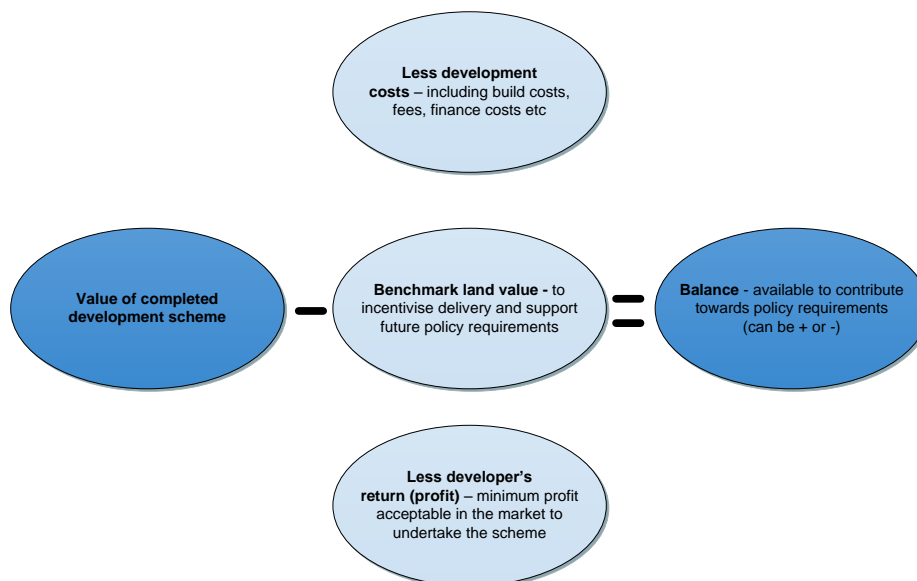 Less development
costs – including build costs,
fees, finance costs etc
Value of completed
development scheme
Benchmark land value - to
incentivise delivery and support
future policy requirements
Balance - available to contribute
towards policy requirements
(can be + or -)
Less developer's
return (profit) – minimum profit
acceptable in the market to
undertake the scheme